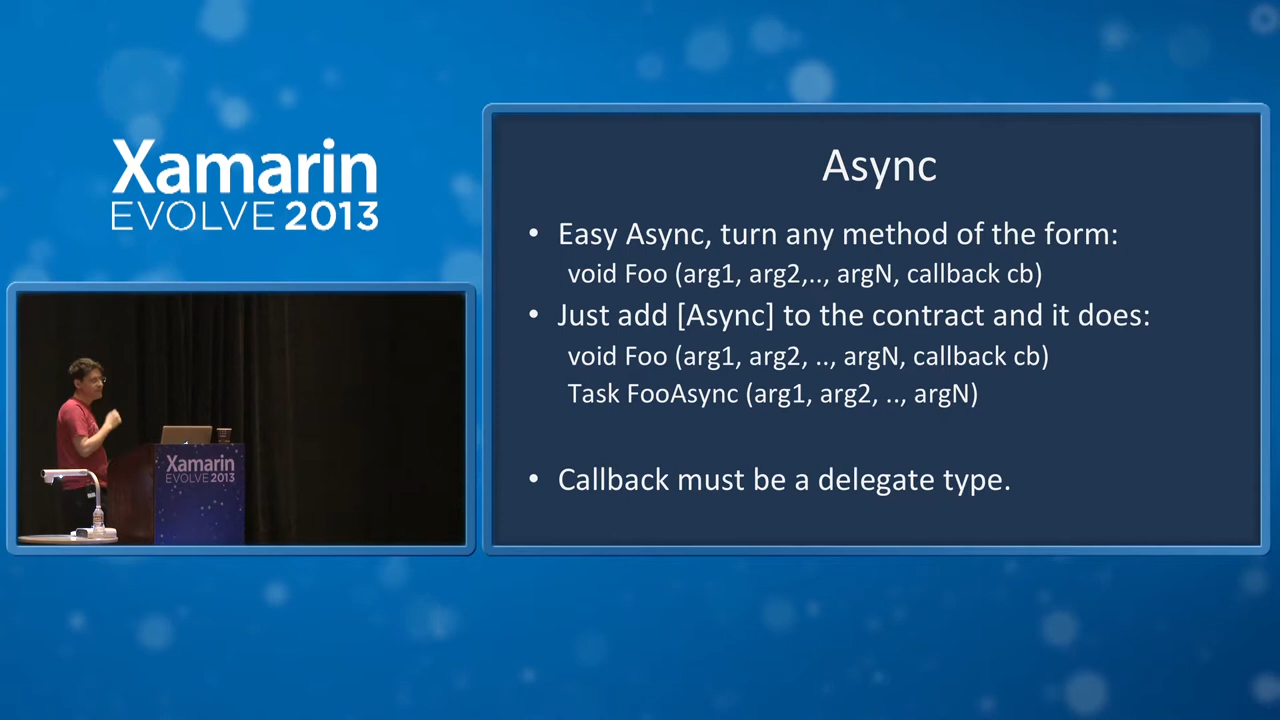 Xamarin
EVOLVE 2013
Async
• Easy Async, turn any method of the form:
void Foo (arg1, arg2,.., argN, callback cb)
• Just add [Async] to the contract and it does:
void Foo (arg1, arg2, .., argN, callback cb)
Task FooAsync (arg1, arg2, .., argN)
• Callback must be a delegate type.
Xamarin
EVOLVE 2013